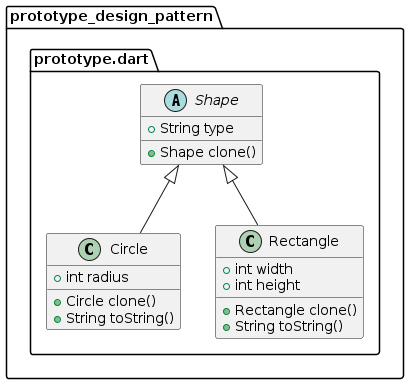 prototype_design_pattern
prototype.dart
A Shape
String type
Shape clone()
C Circle
int radius
Circle clone()
String toString()
C Rectangle
int width
int height
Rectangle clone()
String toString()